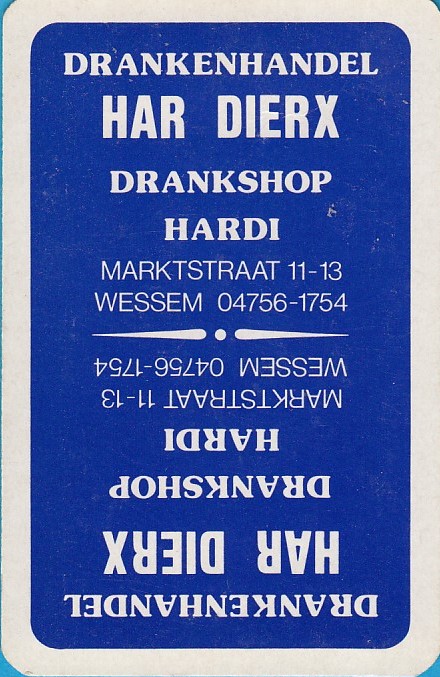 DRANKENHANDEL
HAR DIERX
DRANKSHOP
HARDI
MARKTSTRAAT 11-13
WESSEM 04756-1754
DRANKENHANDEL
HAR DIERX
DRANKSHOP
HARDI
MARKTSTRAAT 11-13
WESSEM 04756-1754